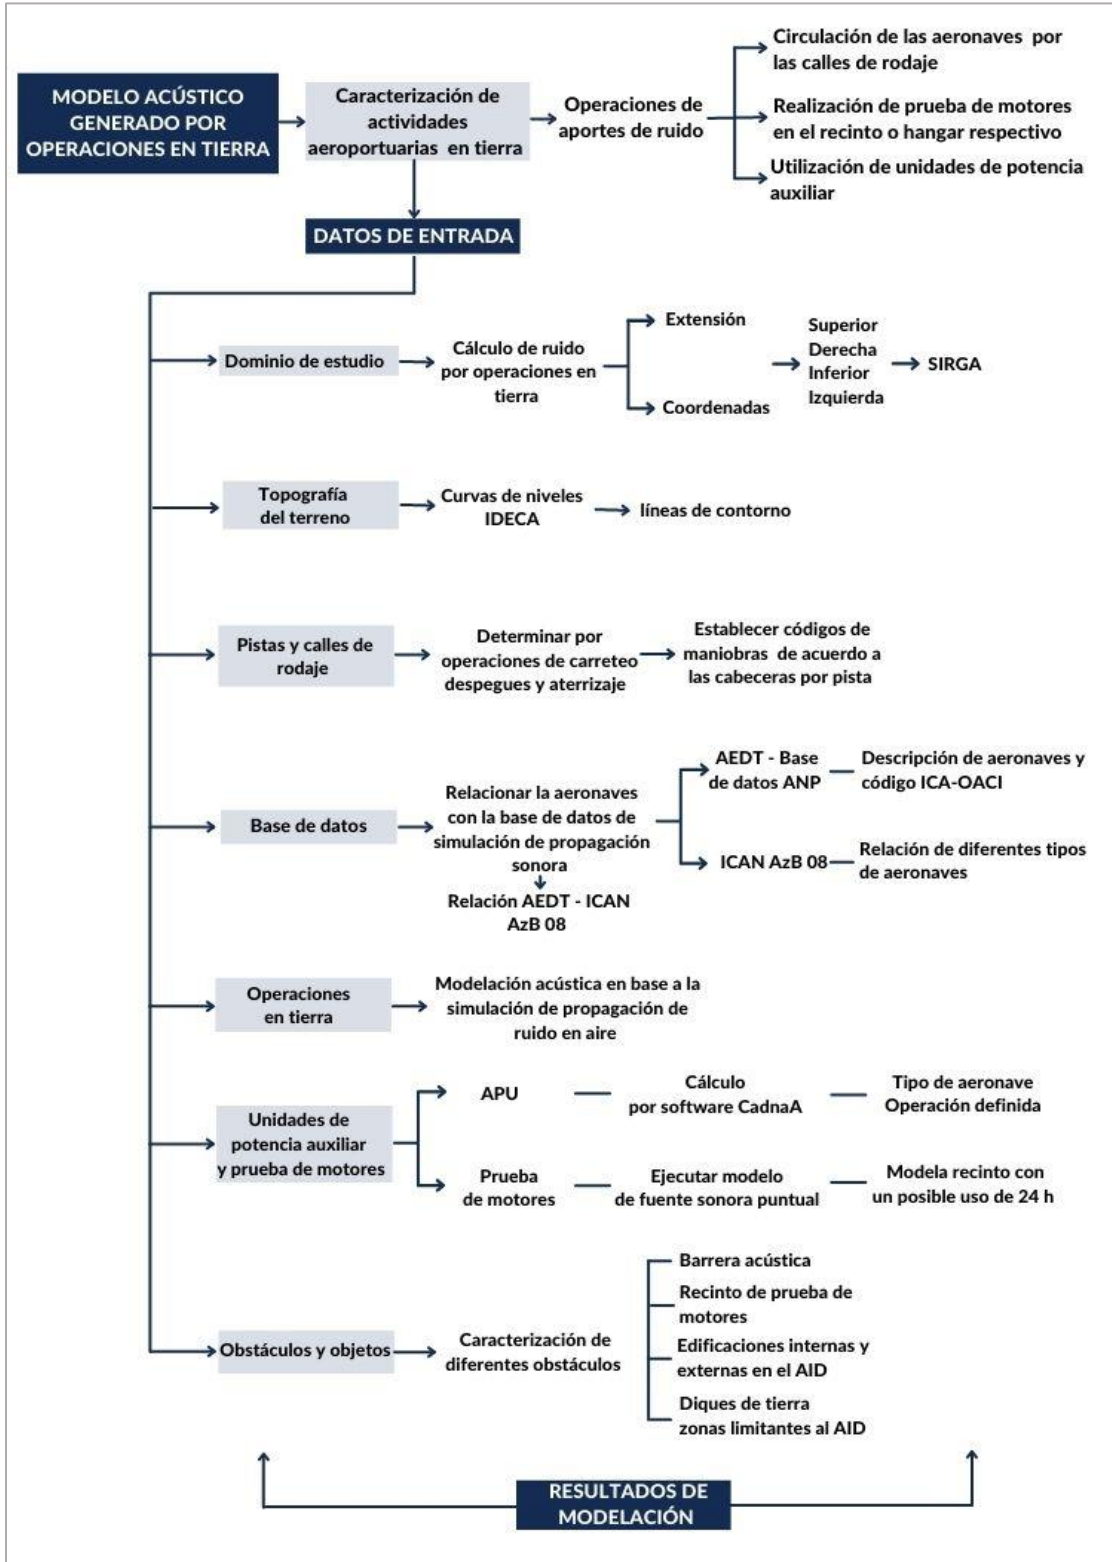 MODELO ACÚSTICO
GENERADO POR
OPERACIONES EN TIERRA
Caracterización de
actividades
aeroportuarias en tierra
Operaciones de
aportes de ruido
Circulación de las aeronaves por
las calles de rodaje
Realización de prueba de motores
en el recinto o hangar respectivo
Utilización de unidades de potencia
auxiliar
DATOS DE ENTRADA
Dominio de estudio
Cálculo de ruido
por operaciones en
tierra
Extensión
Coordenadas
Superior
Derecha
Inferior
Izquierda
SIRGA
Topografía
del terreno
Curvas de niveles
IDECA
líneas de contorno
Pistas y calles de
rodaje
Determinar por
operaciones de carreteo
despegues y aterrizaje
Establecer códigos de
maniobras de acuerdo a
las cabeceras por pista
Base de datos
Relacionar la aeronaves
con la base de datos de
simulación de propagación
sonora
Relación AEDT - ICAN
AzB 08
AEDT - Base
de datos ANP
Descripción de aeronaves y
código ICA-OACI
ICAN AzB 08
Relación de diferentes tipos
de aeronaves
Operaciones
en tierra
Modelación acústica en base a la
simulación de propagación de
ruido en aire
Unidades de
potencia auxiliar
y prueba de motores
APU
Cálculo
por software CadnaA
Tipo de aeronave
Operación definida
Prueba
de motores
Ejecutar modelo
de fuente sonora puntual
Modela recinto con
un posible uso de 24 h
Obstáculos y objetos
Caracterización de
diferentes obstáculos
Barrera acústica
Recinto de prueba de
motores
Edificaciones internas y
externas en el AID
Diques de tierra
zonas limitantes al AID
RESULTADOS DE
MODELACIÓN